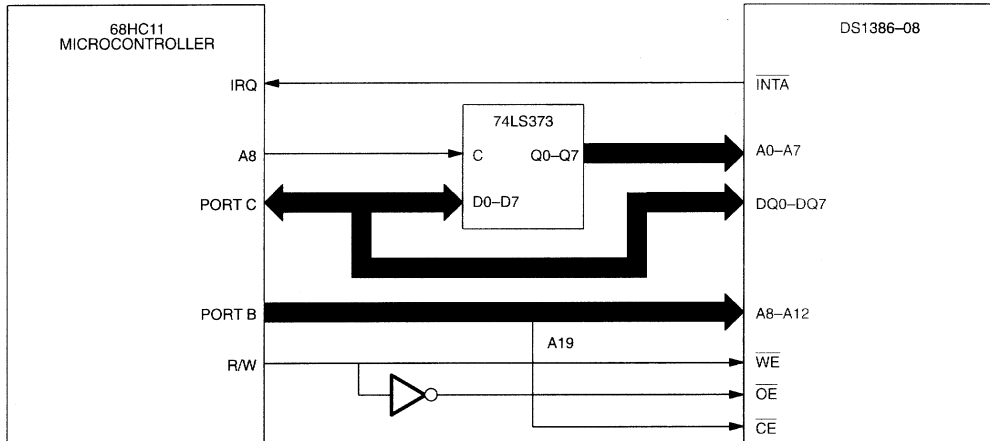 68HC11
MICROCONTROLLER
DS1386–08
IRQ
INTA
74LS373
A8
C
Q0–Q7
A0–A7
PORT C
D0–D7
DQ0–DQ7
PORT B
A8–A12
A19
R/W
WE
OE
CE